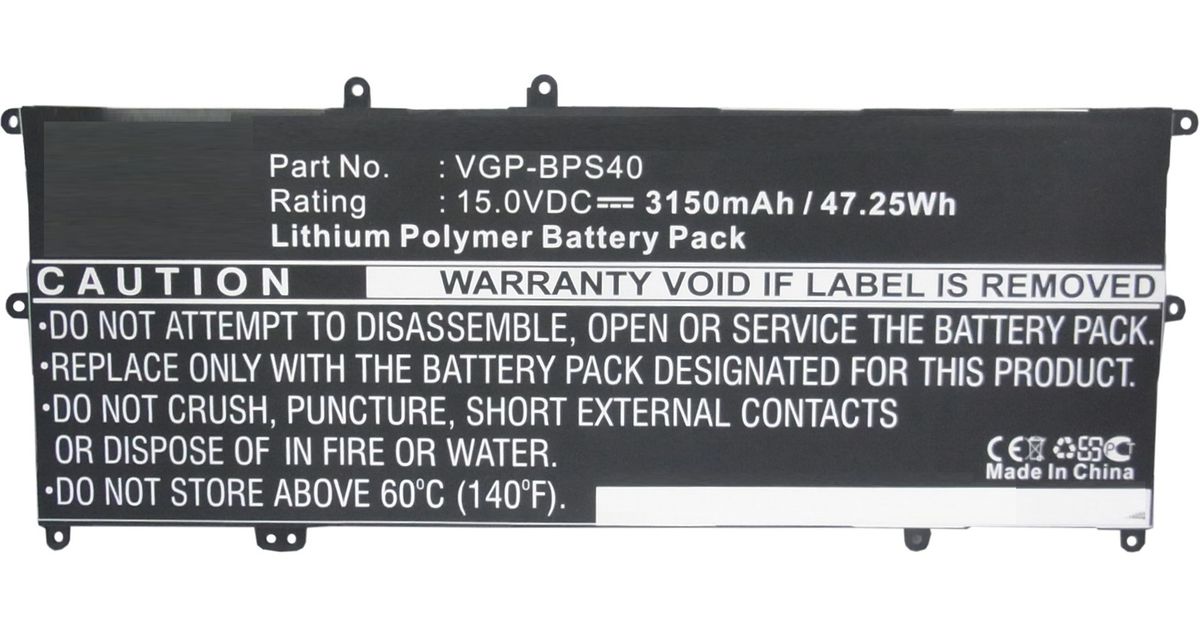 Part No. : VGP-BPS40
Rating : 15.0VDC⎓ 3150mAh / 47.25Wh
Lithium Polymer Battery Pack
CAUTION WARRANTY VOID IF LABEL IS REMOVED
·DO NOT ATTEMPT TO DISASSEMBLE, OPEN OR SERVICE THE BATTERY PACK.
·REPLACE ONLY WITH THE BATTERY PACK DESIGNATED FOR THIS PRODUCT.
·DO NOT CRUSH, PUNCTURE, SHORT EXTERNAL CONTACTS
OR DISPOSE OF IN FIRE OR WATER.
·DO NOT STORE ABOVE 60°C (140°F).
CE PCT
Made In China